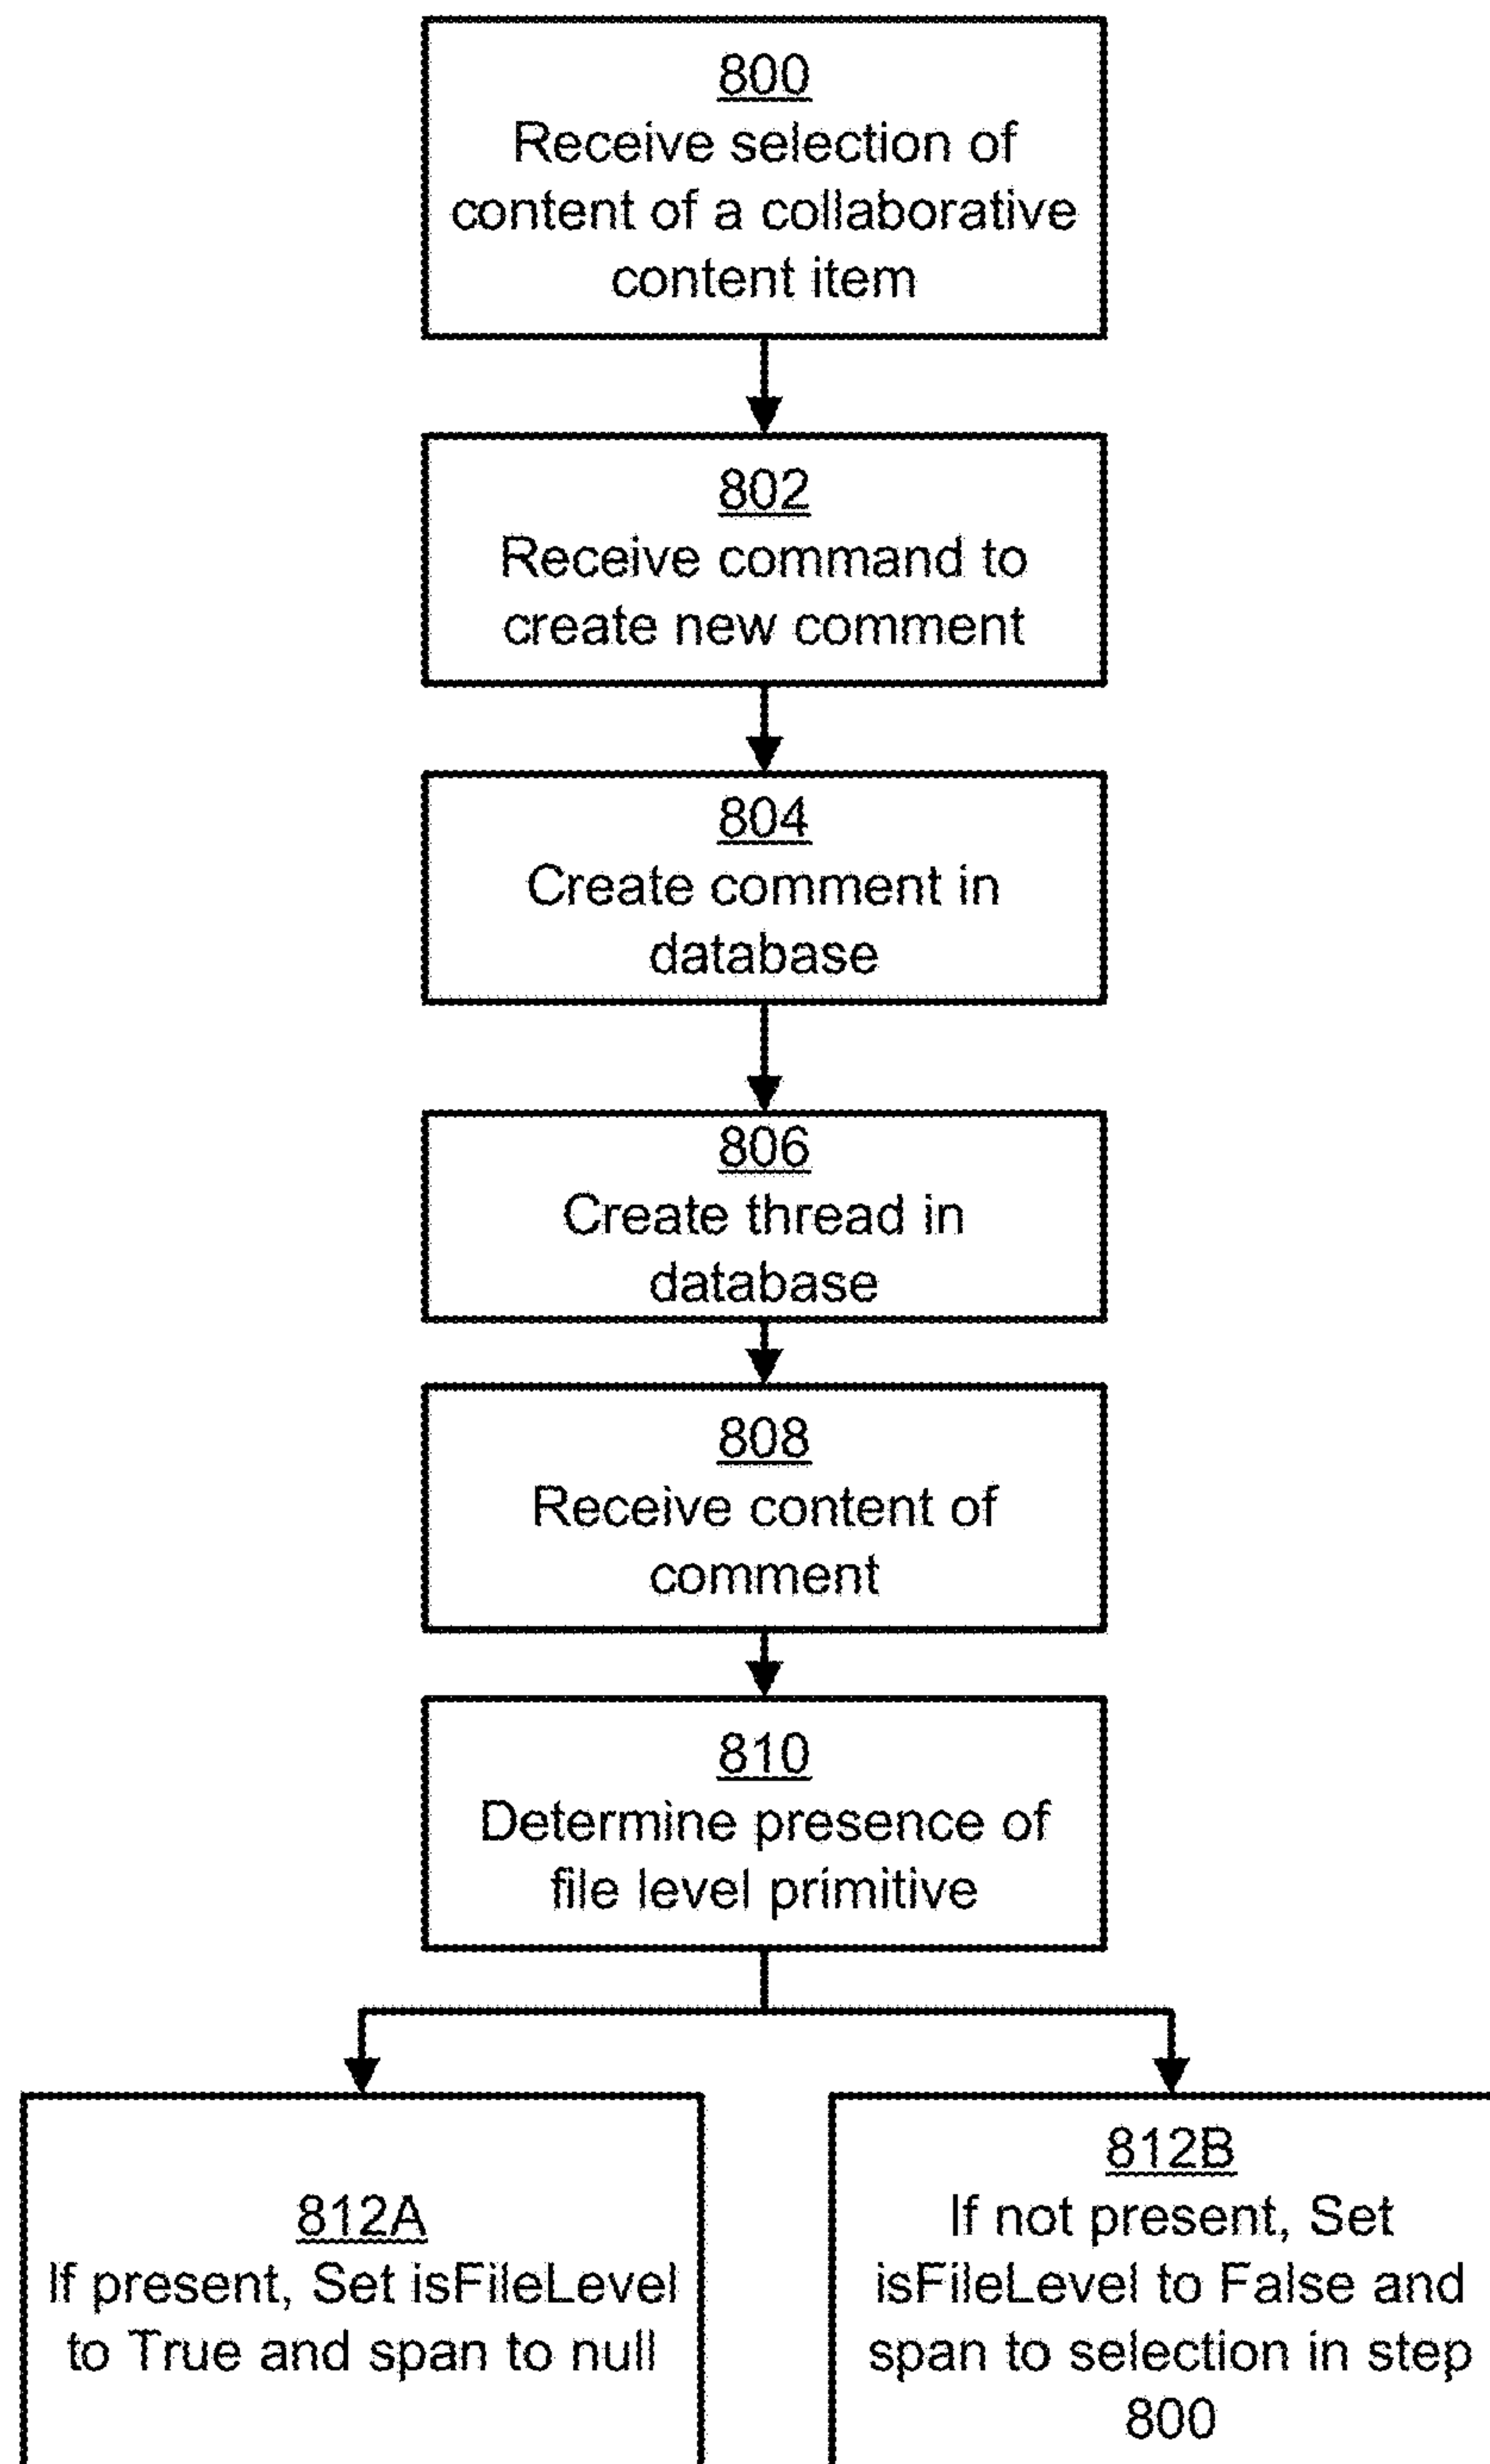 800
Receive selection of
content of a collaborative
content item
802
Receive command to
create new comment
804
Create comment in
database
806
Create thread in
database
808
Receive content of
comment
810
Determine presence of
file level primitive
812A
If present, Set isFileLevel
to True and span to null
812B
If not present, Set
isFileLevel to False and
span to selection in step
800